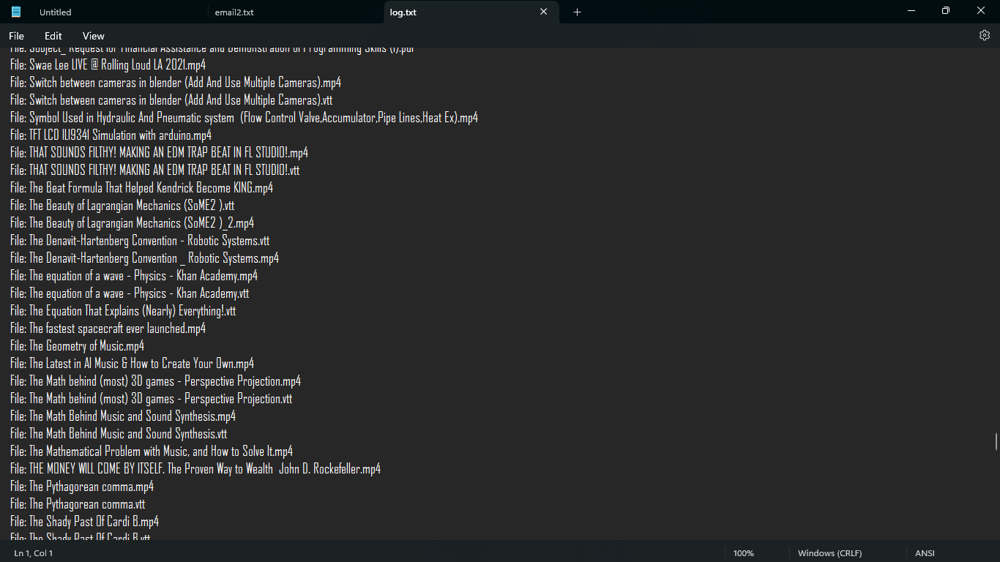 Untitled
email2.txt
log.txt
File Edit View
File: Subject_ Request for Financial Assistance and Demonstration of Programming Skills (1).pdf
File: Swae Lee LIVE @ Rolling Loud LA 2021.mp4
File: Switch between cameras in blender (Add And Use Multiple Cameras).mp4
File: Switch between cameras in blender (Add And Use Multiple Cameras).vtt
File: Symbol Used in Hydraulic And Pneumatic system  (Flow Control Valve,Accumulator,Pipe Lines,Heat Ex).mp4
File: TFT LCD ILI9341 Simulation with arduino.mp4
File: THAT SOUNDS FILTHY! MAKING AN EDM TRAP BEAT IN FL STUDIO!.mp4
File: THAT SOUNDS FILTHY! MAKING AN EDM TRAP BEAT IN FL STUDIO!.vtt
File: The Beat Formula That Helped Kendrick Become KING.mp4
File: The Beauty of Lagrangian Mechanics (SoME2 ).vtt
File: The Beauty of Lagrangian Mechanics (SoME2 )_2.mp4
File: The Denavit-Hartenberg Convention - Robotic Systems.vtt
File: The Denavit-Hartenberg Convention _ Robotic Systems.mp4
File: The equation of a wave - Physics - Khan Academy.mp4
File: The equation of a wave - Physics - Khan Academy.vtt
File: The Equation That Explains (Nearly) Everything!.vtt
File: The fastest spacecraft ever launched.mp4
File: The Geometry of Music.mp4
File: The Latest in AI Music & How to Create Your Own.mp4
File: The Math behind (most) 3D games - Perspective Projection.mp4
File: The Math behind (most) 3D games - Perspective Projection.vtt
File: The Math Behind Music and Sound Synthesis.mp4
File: The Math Behind Music and Sound Synthesis.vtt
File: The Mathematical Problem with Music, and How to Solve It.mp4
File: THE MONEY WILL COME BY ITSELF. The Proven Way to Wealth  John D. Rockefeller.mp4
File: The Pythagorean comma.mp4
File: The Pythagorean comma.vtt
File: The Shady Past Of Cardi B.mp4
File: The Shady Past Of Cardi B.vtt
Ln 1, Col 1
100%
Windows (CRLF)
ANSI